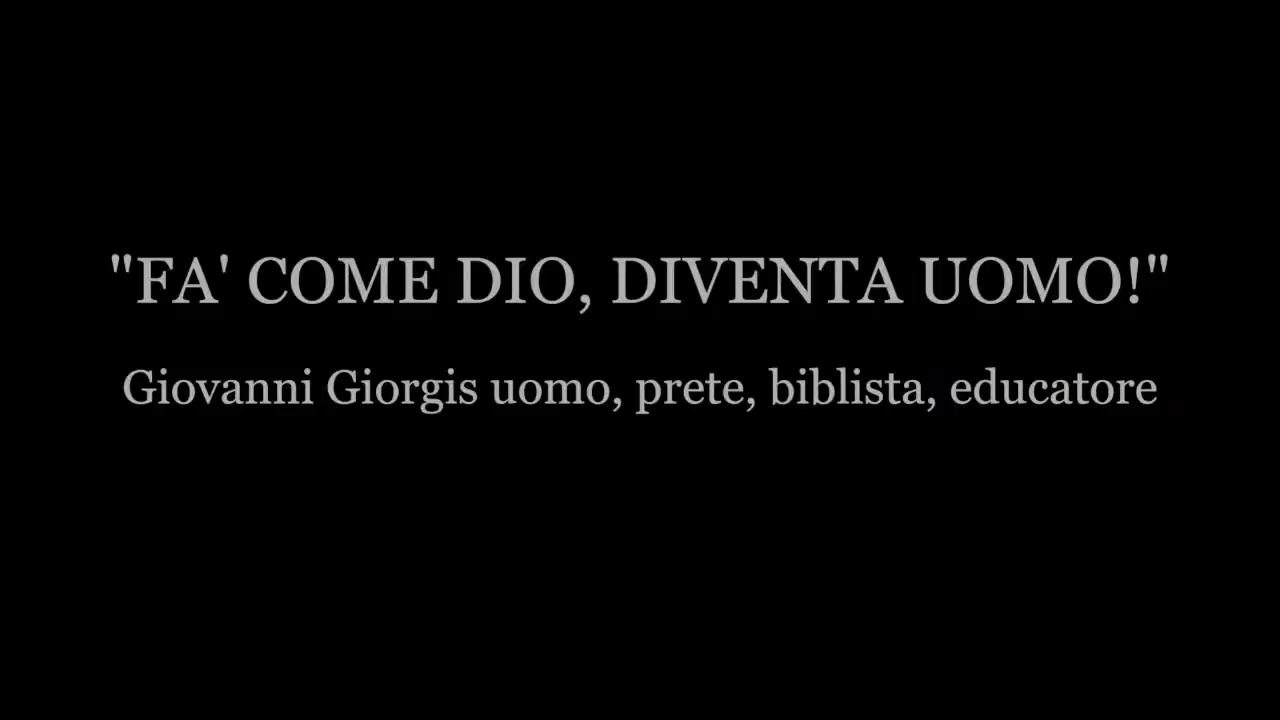 "FA' COME DIO, DIVENTA UOMO!"
Giovanni Giorgis uomo, prete, biblista, educatore